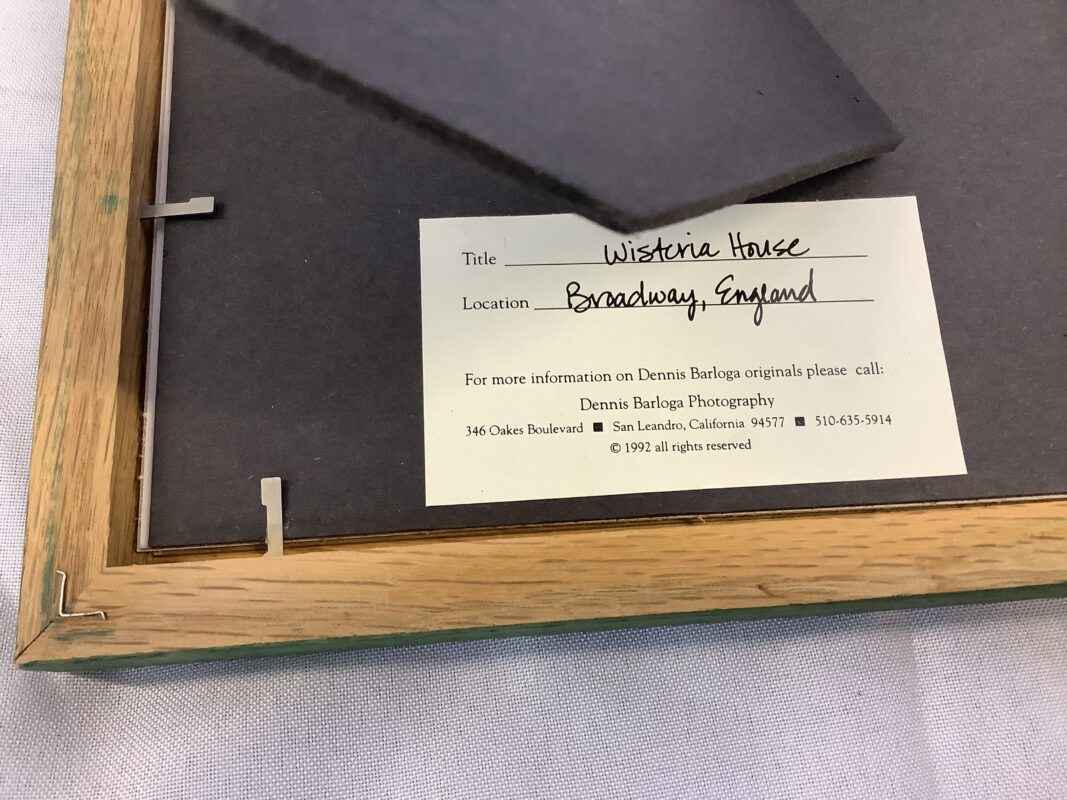 Title Wisteria House
Location Broadway, England
For more information on Dennis Barloga originals please call:
Dennis Barloga Photography
346 Oakes Boulevard ■ San Leandro, California 94577 ■ 510-635-5914
© 1992 all rights reserved